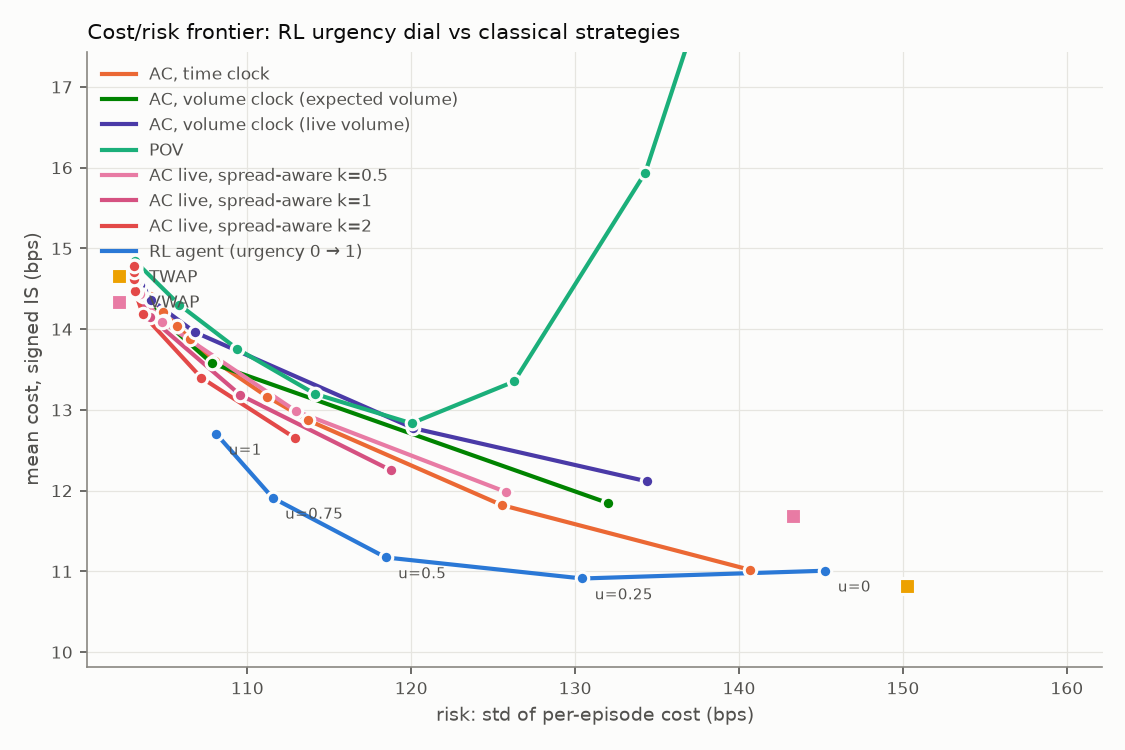 Cost/risk frontier: RL urgency dial vs classical strategies
AC, time clock
AC, volume clock (expected volume)
AC, volume clock (live volume)
POV
AC live, spread-aware k=0.5
AC live, spread-aware k=1
AC live, spread-aware k=2
RL agent (urgency 0 → 1)
TWAP
VWAP
17
16
15
14
13
12
11
10
mean cost, signed IS (bps)
u=1
u=0.75
u=0.5
u=0.25
u=0
110
120
130
140
150
160
risk: std of per-episode cost (bps)